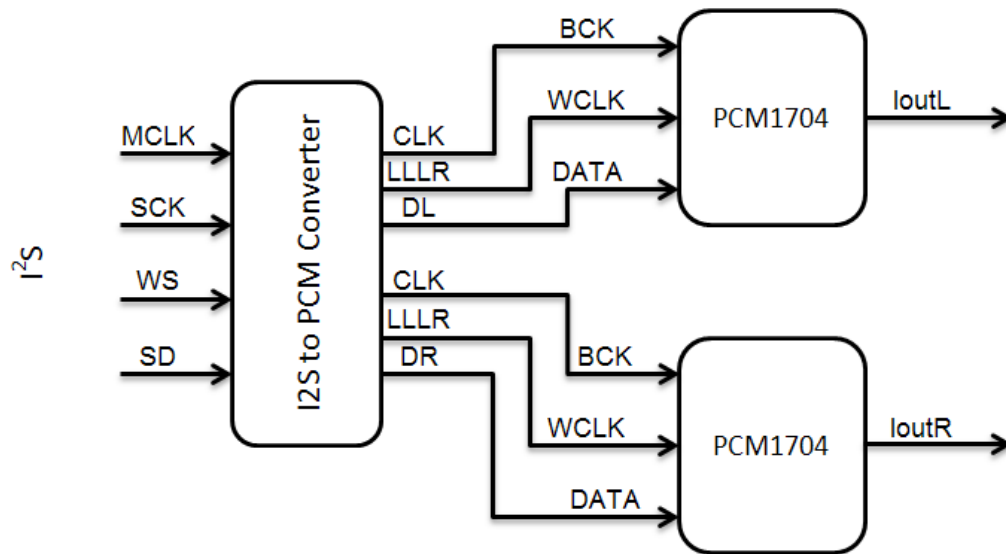 I²S
MCLK
SCK
WS
SD
I2S to PCM Converter
CLK
LLLR
DL
CLK
LLLR
DR
BCK
WCLK
DATA
PCM1704
IoutL
BCK
WCLK
DATA
PCM1704
IoutR